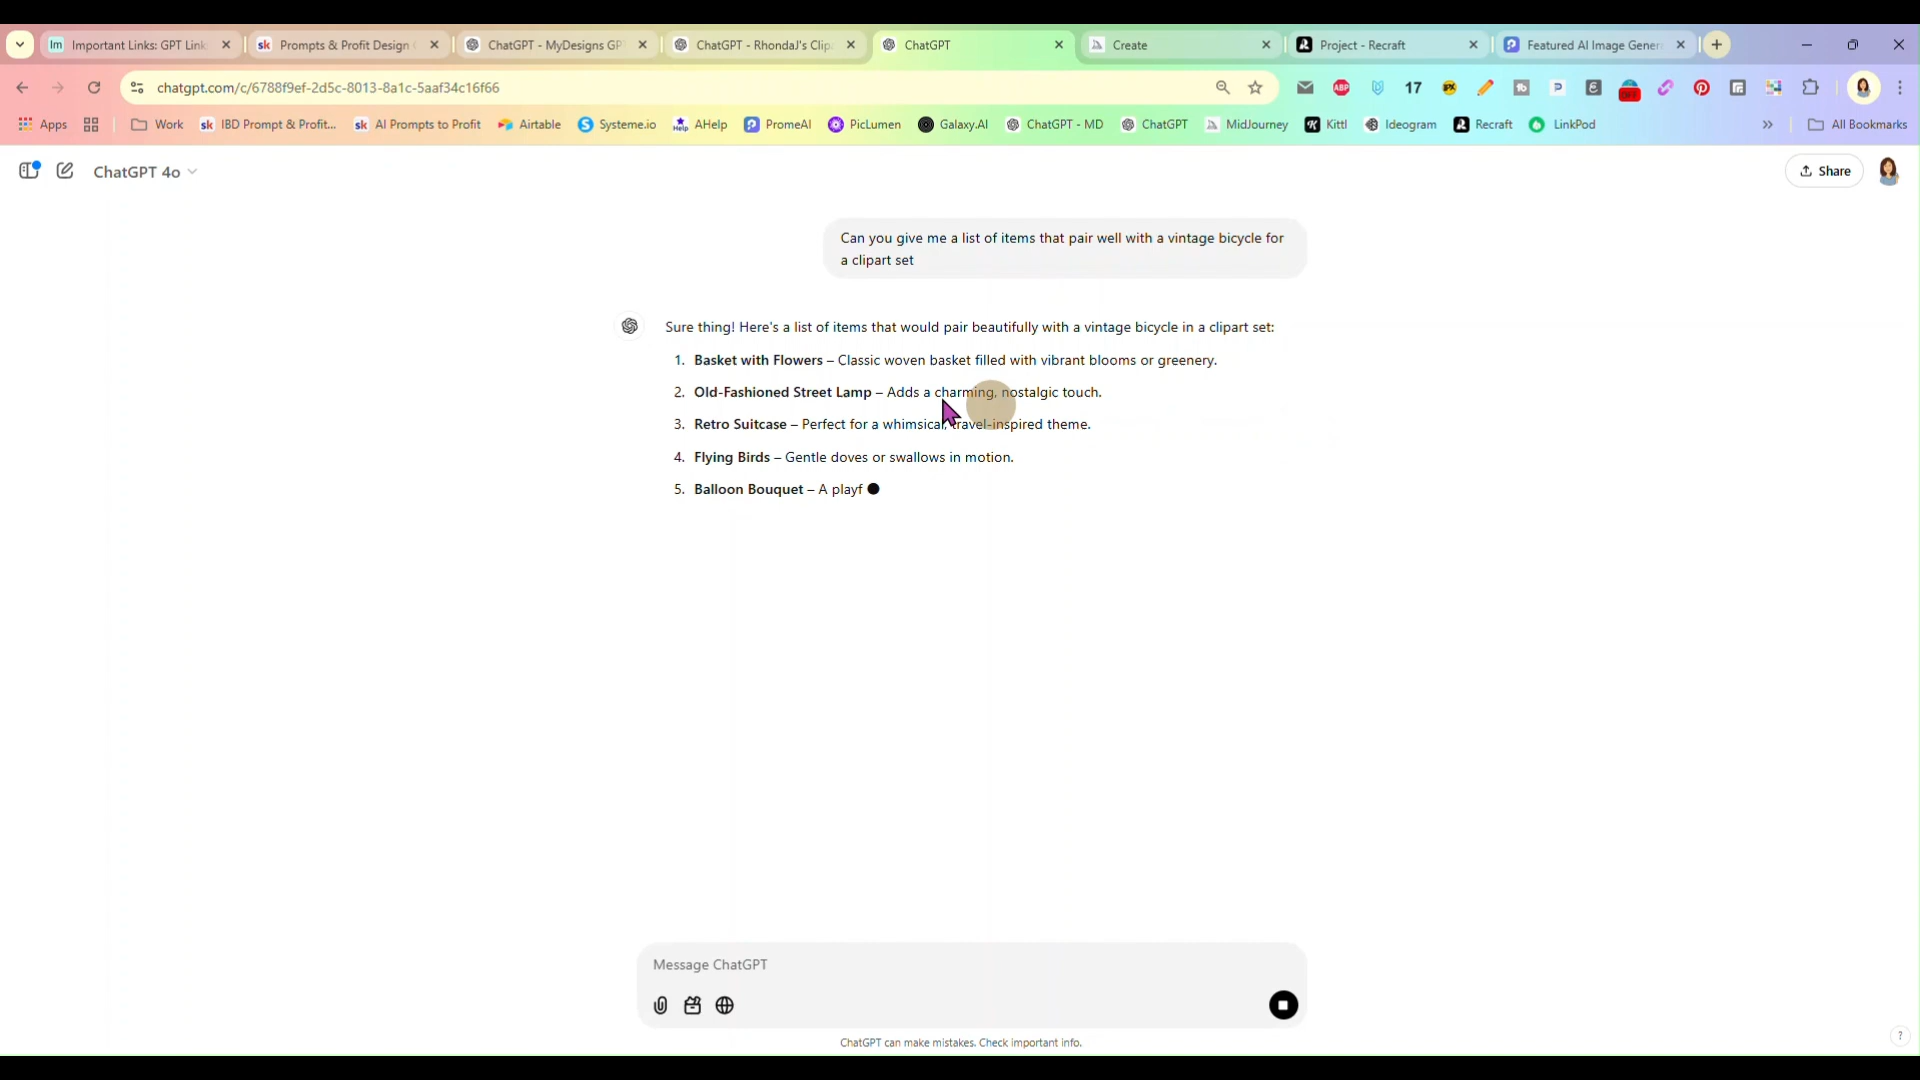 Important Links: GPT Link
Prompts & Profit Design
ChatGPT - MyDesigns GP
ChatGPT - RhondaJ's Clip
ChatGPT
Create
Project - Recraft
Featured AI Image Gener
chatgpt.com/c/6788f9ef-2d5c-8013-8a1c-5aaf34c16f66
ABP
17
OFF
Apps
Work
IBD Prompt & Profit...
AI Prompts to Profit
Airtable
Systeme.io
AHelp
PromeAI
PicLumen
Galaxy.AI
ChatGPT - MD
ChatGPT
MidJourney
Kittl
Ideogram
Recraft
LinkPod
All Bookmarks
ChatGPT 4o
Share
Can you give me a list of items that pair well with a vintage bicycle for
a clipart set
Sure thing! Here's a list of items that would pair beautifully with a vintage bicycle in a clipart set:
1. Basket with Flowers – Classic woven basket filled with vibrant blooms or greenery.
2. Old-Fashioned Street Lamp – Adds a charming, nostalgic touch.
3. Retro Suitcase – Perfect for a whimsical, travel-inspired theme.
4. Flying Birds – Gentle doves or swallows in motion.
5. Balloon Bouquet – A playf
Message ChatGPT
ChatGPT can make mistakes. Check important info.
?